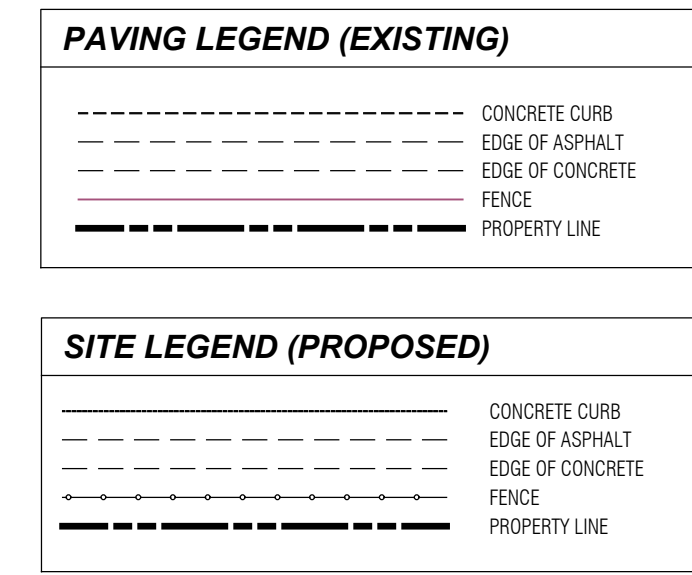 PAVING LEGEND (EXISTING)
CONCRETE CURB
EDGE OF ASPHALT
EDGE OF CONCRETE
FENCE
PROPERTY LINE
SITE LEGEND (PROPOSED)
CONCRETE CURB
EDGE OF ASPHALT
EDGE OF CONCRETE
FENCE
PROPERTY LINE